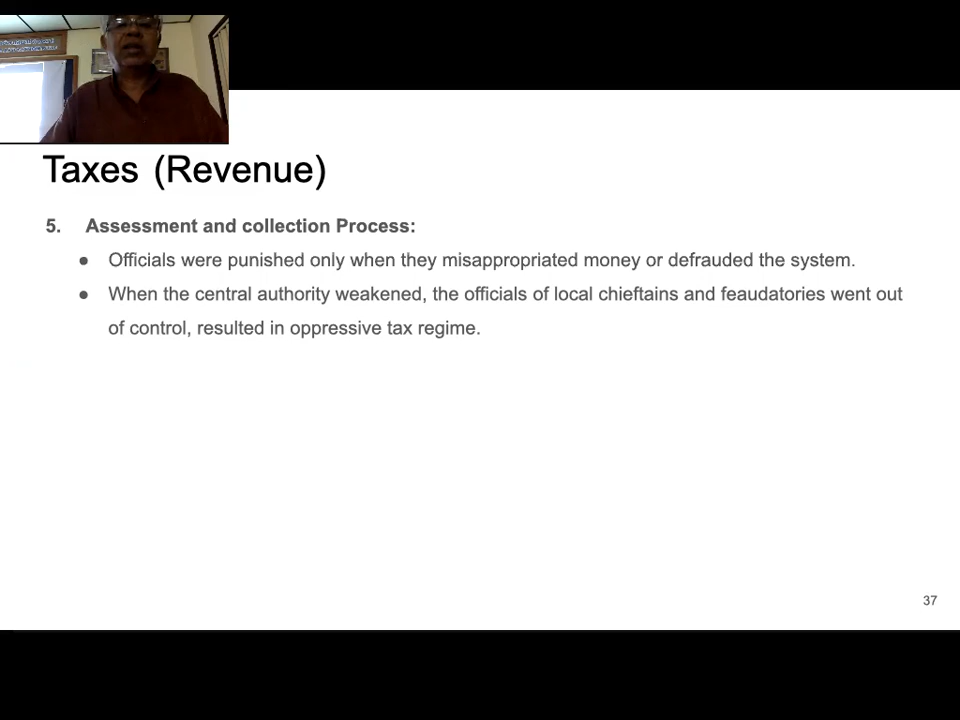 Taxes (Revenue)
5. Assessment and collection Process:
● Officials were punished only when they misappropriated money or defrauded the system.
● When the central authority weakened, the officials of local chieftains and feaudatories went out
of control, resulted in oppressive tax regime.
37